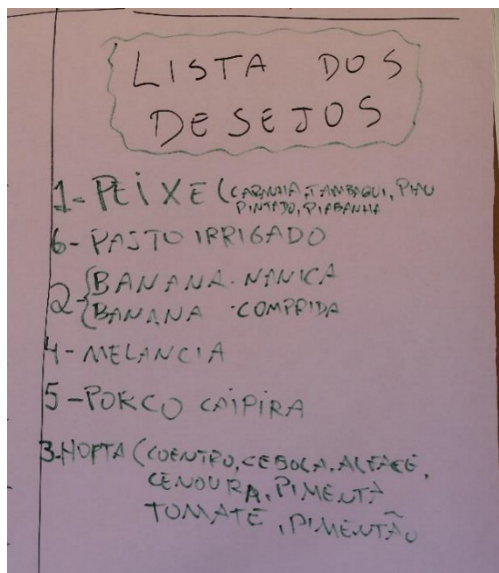 LISTA DOS
DESEJOS
1- PEIXE (CARANHA, TAMBAQUI, PIAU
PINTADO, PIABANHA
6- PASTO IRRIGADO
2- { BANANA NANICA
BANANA COMPRIDA
4- MELANCIA
5- PORCO CAIPIRA
3. HORTA (COENTRO, CEBOLA, ALFACE,
CENOURA, PIMENTA
TOMATE, PIMENTÃO